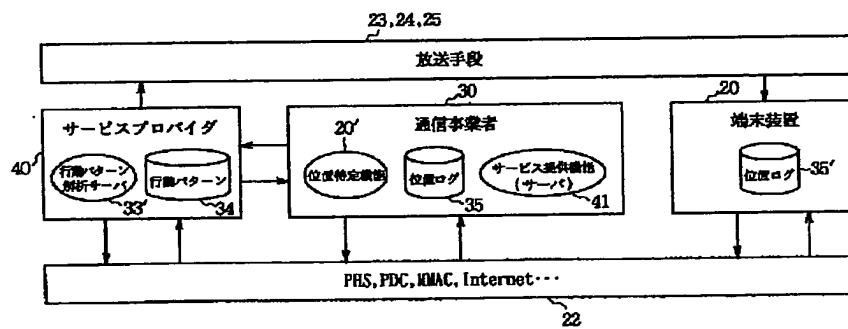 23,24,25
放送手段
30
20
サービスプロバイダ
通信事業者
端末装置
40
20'
行動パターン
解析サーバ
行動パターン
位置特定機能
位置ログ
サービス提供機能
(サーバ)
位置ログ
35'
33'
34
35
41
PHS,PDC,MMAC,Internet…
22